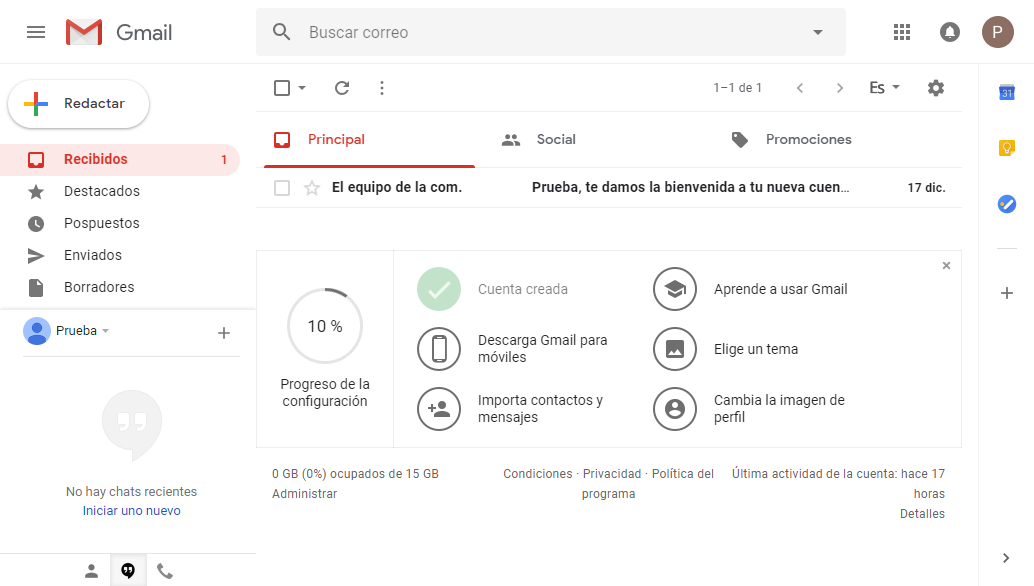 Gmail
Buscar correo
P
Redactar
1–1 de 1
Es
31
Recibidos 1
Destacados
Pospuestos
Enviados
Borradores
Prueba
No hay chats recientes
Iniciar uno nuevo
Principal
Social
Promociones
El equipo de la com. Prueba, te damos la bienvenida a tu nueva cuen… 17 dic.
10 %
Progreso de la
configuración
Cuenta creada
Aprende a usar Gmail
Descarga Gmail para
móviles
Elige un tema
Importa contactos y
mensajes
Cambia la imagen de
perfil
0 GB (0%) ocupados de 15 GB
Administrar
Condiciones · Privacidad · Política del
programa
Última actividad de la cuenta: hace 17
horas
Detalles